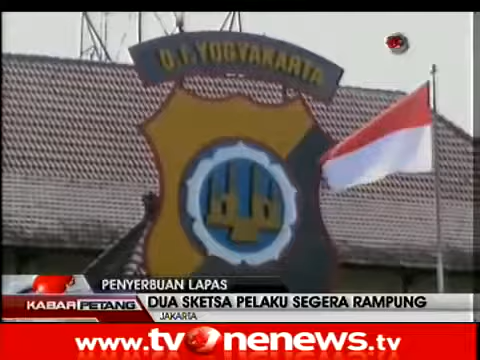 D.I. YOGYAKARTA
PENYERBUAN LAPAS
KABAR PETANG
DUA SKETSA PELAKU SEGERA RAMPUNG
JAKARTA
www.tvOnenews.tv